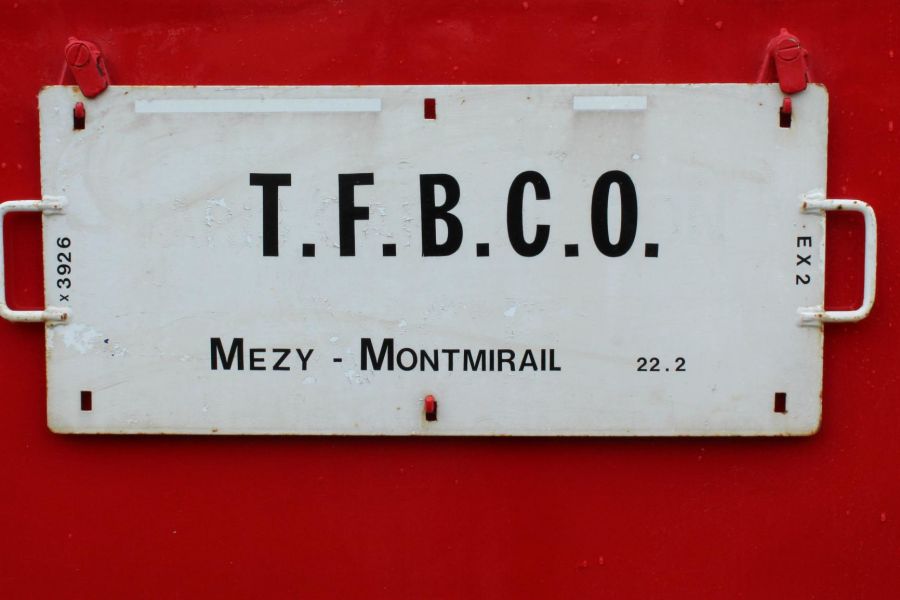 T.F.B.C.O.
x3926
EX2
MEZY - MONTMIRAIL 22.2